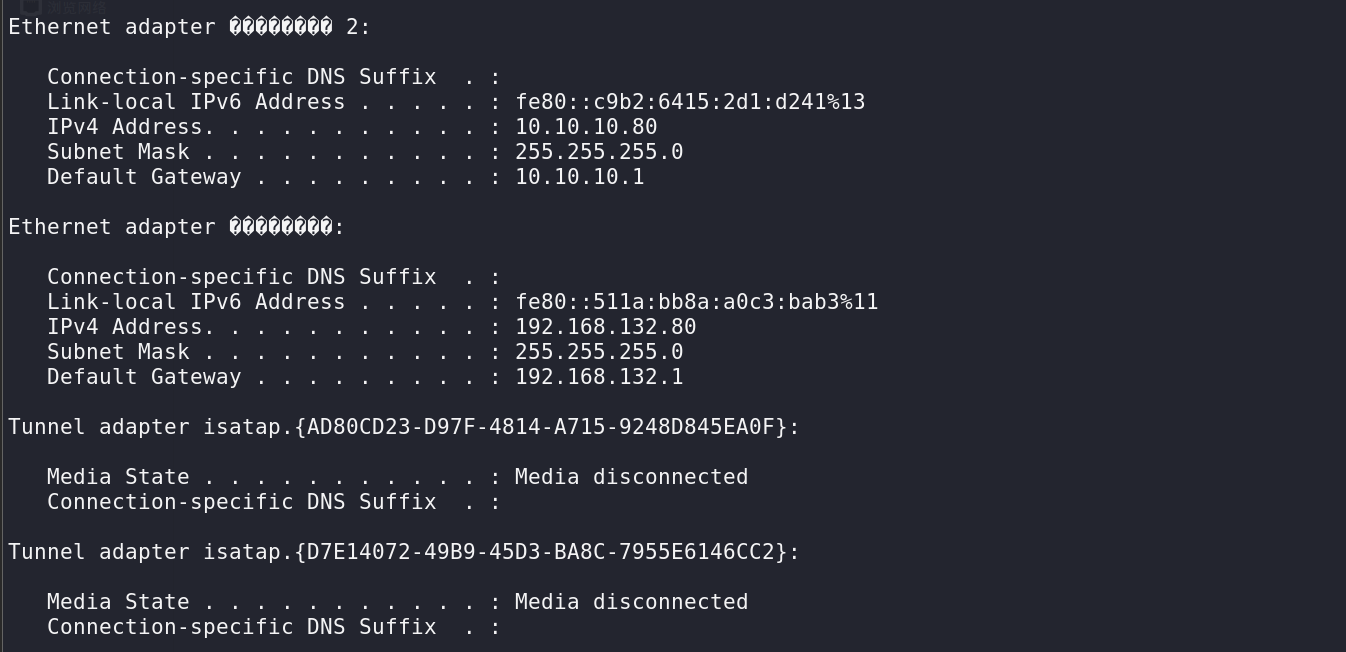 浏览网络
Ethernet adapter ���������� 2:
Connection-specific DNS Suffix  . :
Link-local IPv6 Address . . . . . : fe80::c9b2:6415:2d1:d241%13
IPv4 Address. . . . . . . . . . . : 10.10.10.80
Subnet Mask . . . . . . . . . . . : 255.255.255.0
Default Gateway . . . . . . . . . : 10.10.10.1
Ethernet adapter ����������:
Connection-specific DNS Suffix  . :
Link-local IPv6 Address . . . . . : fe80::511a:bb8a:a0c3:bab3%11
IPv4 Address. . . . . . . . . . . : 192.168.132.80
Subnet Mask . . . . . . . . . . . : 255.255.255.0
Default Gateway . . . . . . . . . : 192.168.132.1
Tunnel adapter isatap.{AD80CD23-D97F-4814-A715-9248D845EA0F}:
Media State . . . . . . . . . . . : Media disconnected
Connection-specific DNS Suffix  . :
Tunnel adapter isatap.{D7E14072-49B9-45D3-BA8C-7955E6146CC2}:
Media State . . . . . . . . . . . : Media disconnected
Connection-specific DNS Suffix  . :